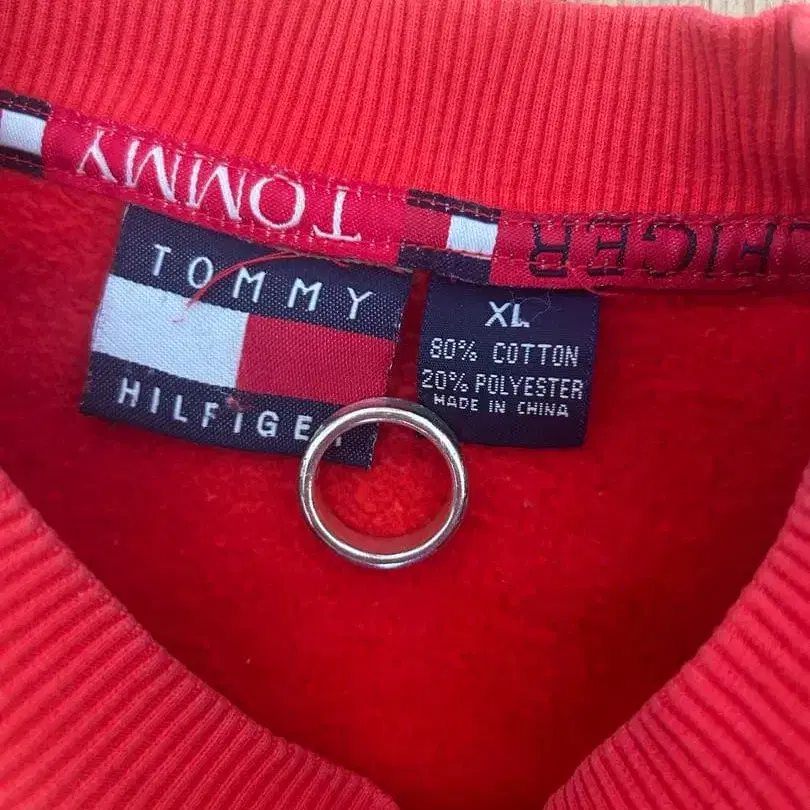 TOMMY
HILFIGER
TOMMY
HILFIGER
XL
80% COTTON
20% POLYESTER
MADE IN CHINA